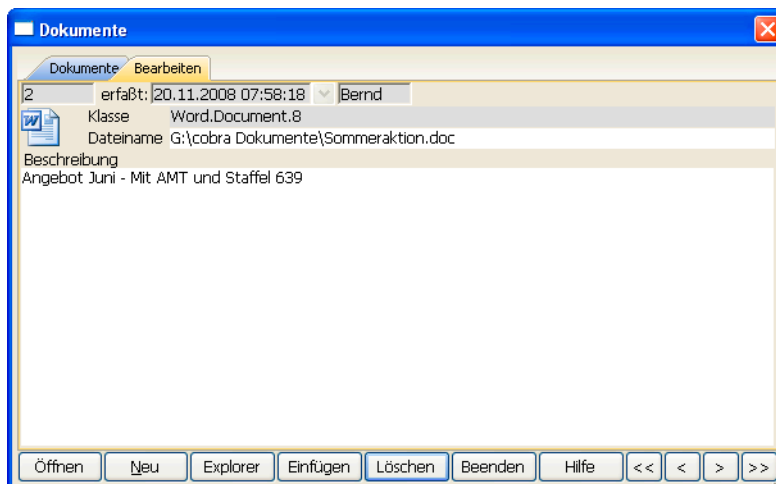 Dokumente
Dokumente Bearbeiten
2 erfaßt: 20.11.2008 07:58:18 Bernd
Klasse Word.Document.8
Dateiname G:\cobra Dokumente\Sommeraktion.doc
Beschreibung
Angebot Juni - Mit AMT und Staffel 639
Öffnen Neu Explorer Einfügen Löschen Beenden Hilfe << < > >>